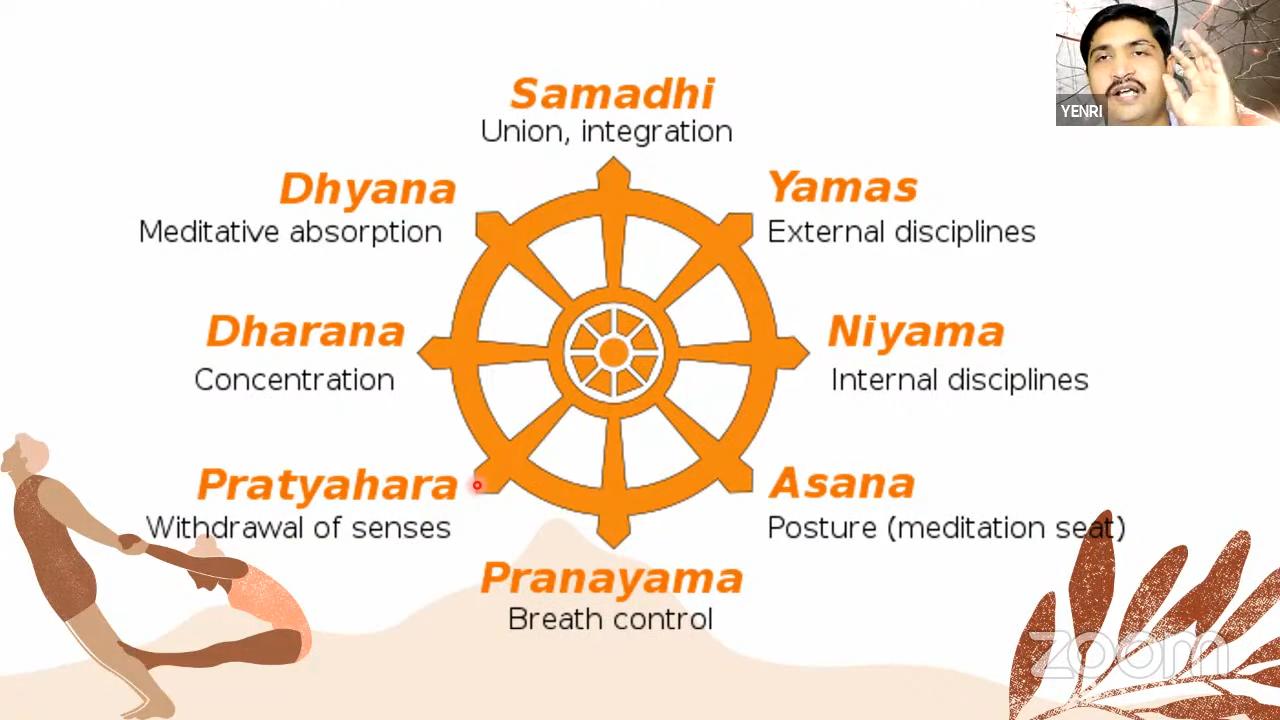 YENRI
Samadhi
Union, integration
Dhyana
Meditative absorption
Yamas
External disciplines
Dharana
Concentration
Niyama
Internal disciplines
Pratyahara
Withdrawal of senses
Asana
Posture (meditation seat)
Pranayama
Breath control
zoom